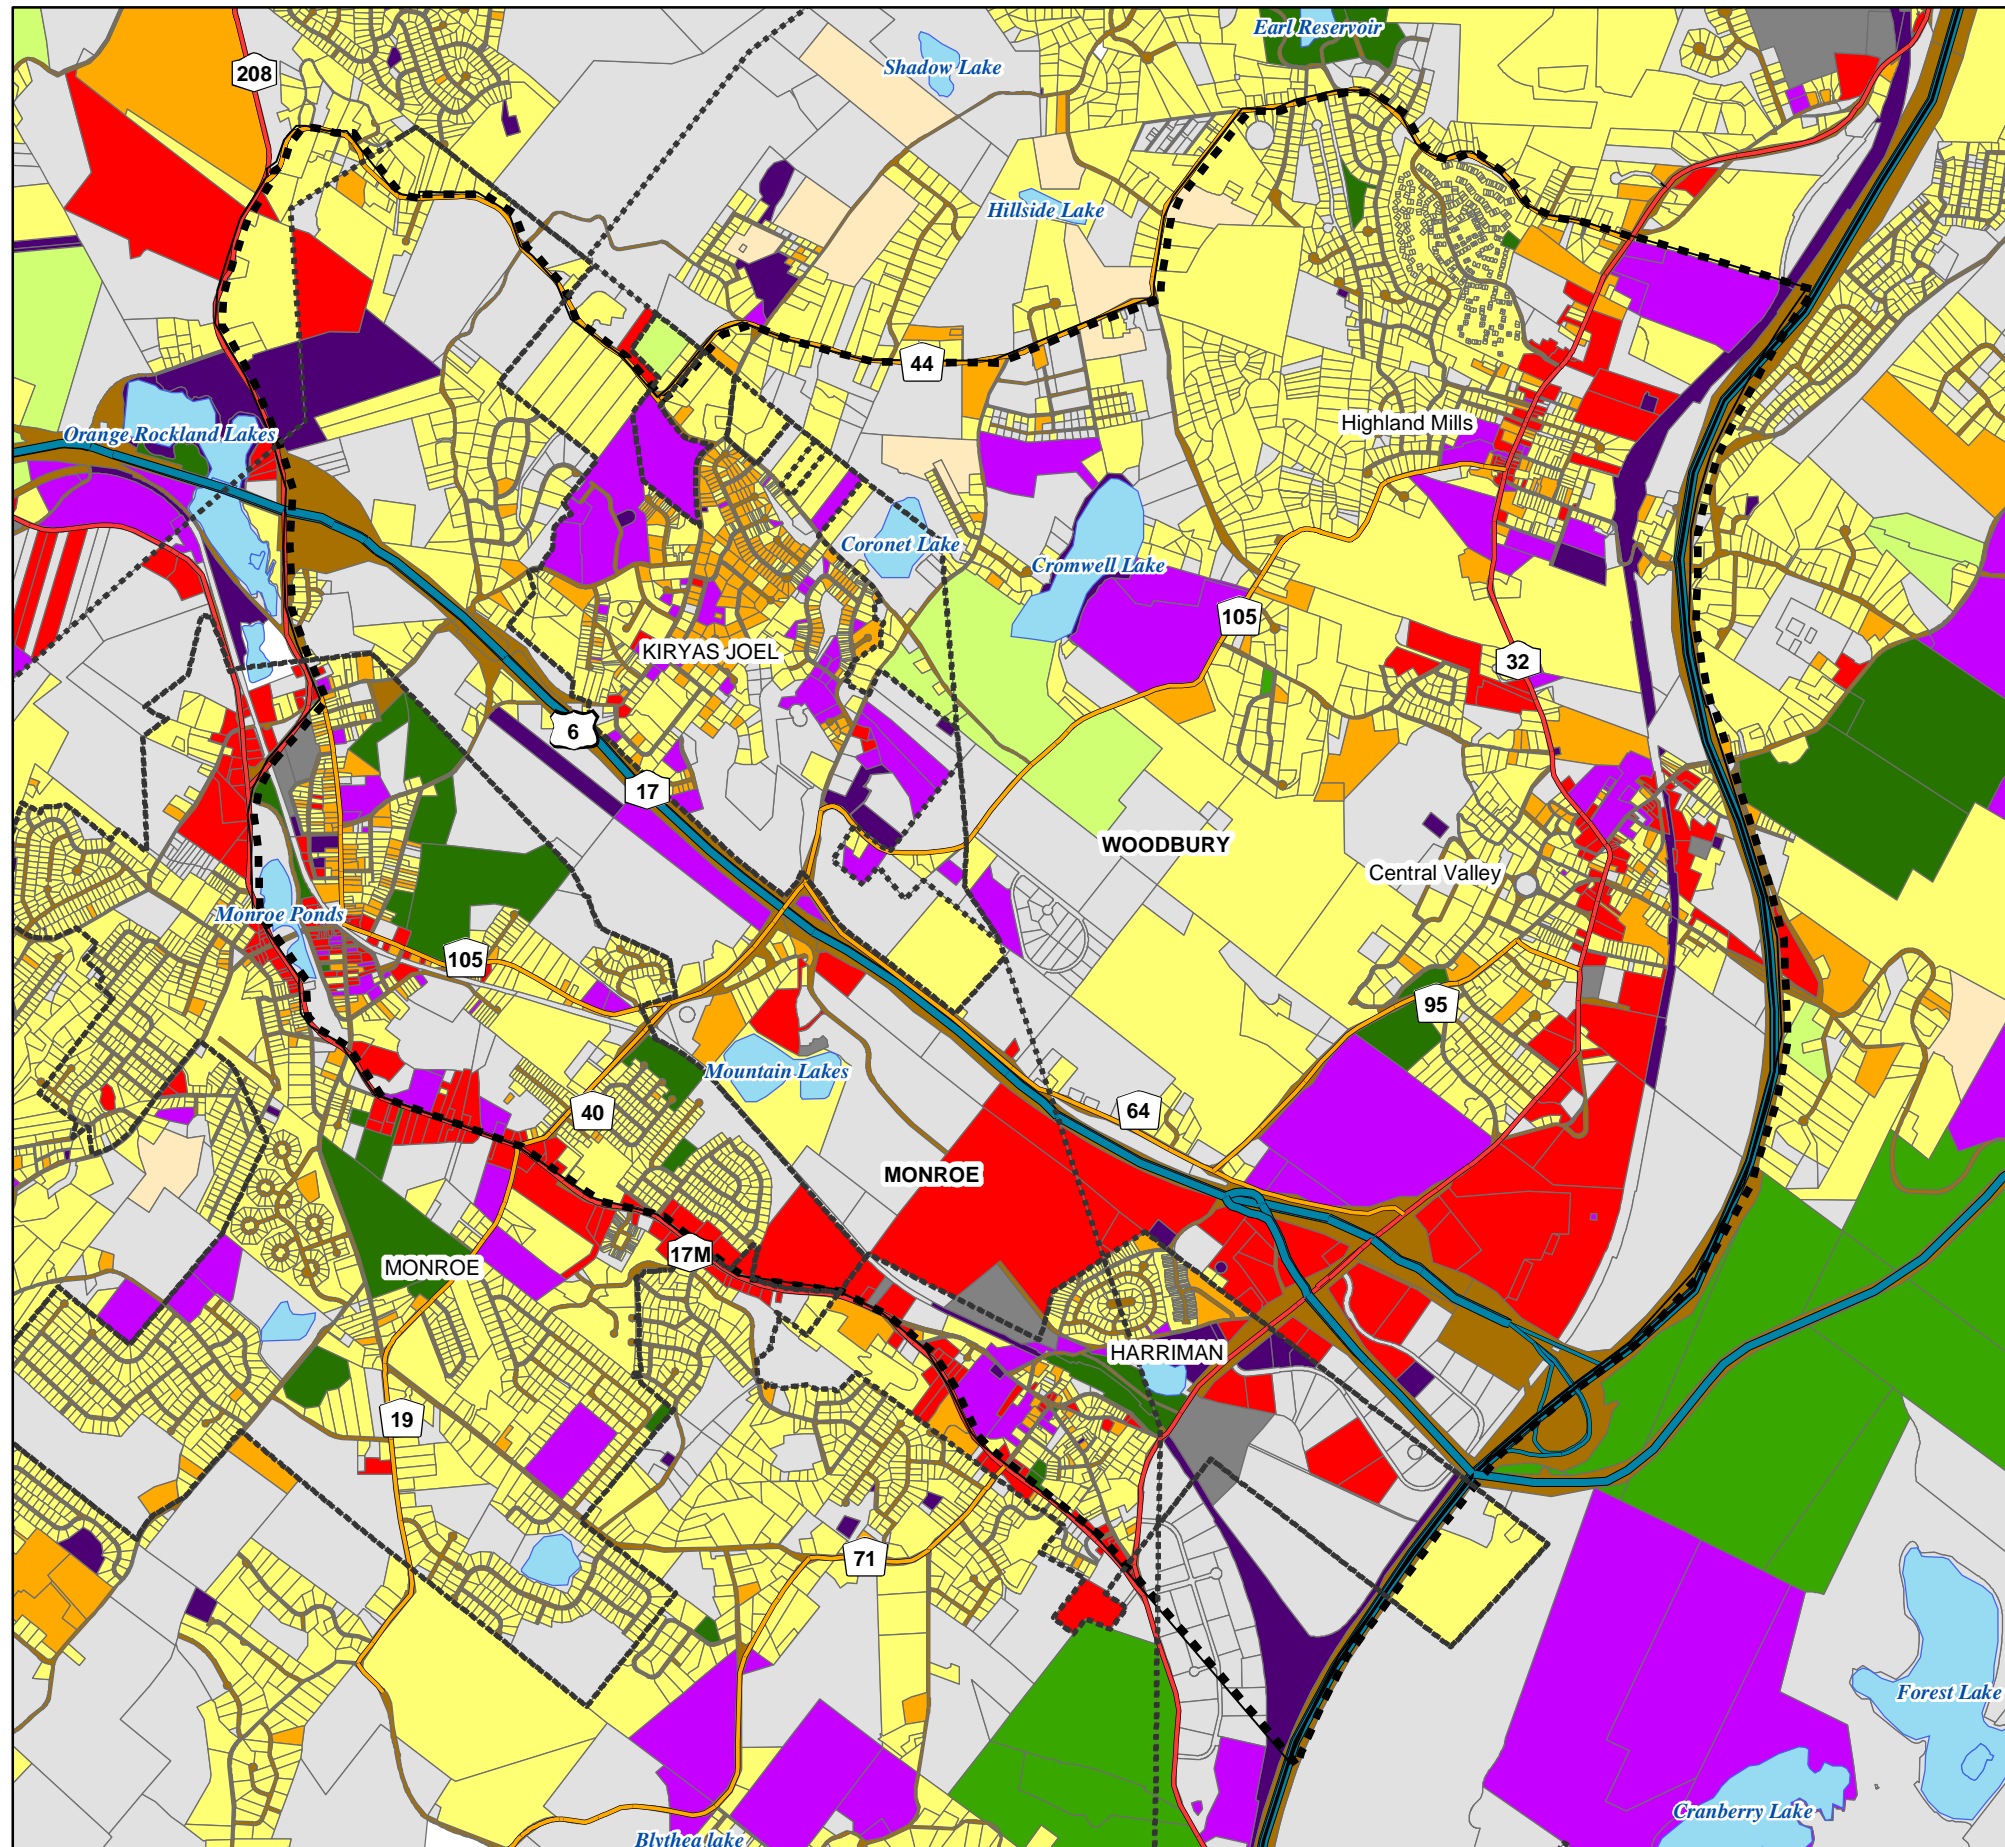 Earl Reservoir
Shadow Lake
208
Hillside Lake
44
Highland Mills
Orange Rockland Lakes
Coronet Lake
Cromwell Lake
105
KIRYAS JOEL
32
6
17
WOODBURY
Central Valley
Monroe Ponds
105
95
Mountain Lakes
40
64
MONROE
17M
MONROE
HARRIMAN
19
71
Forest Lake
Cranberry Lake
Blythea lake